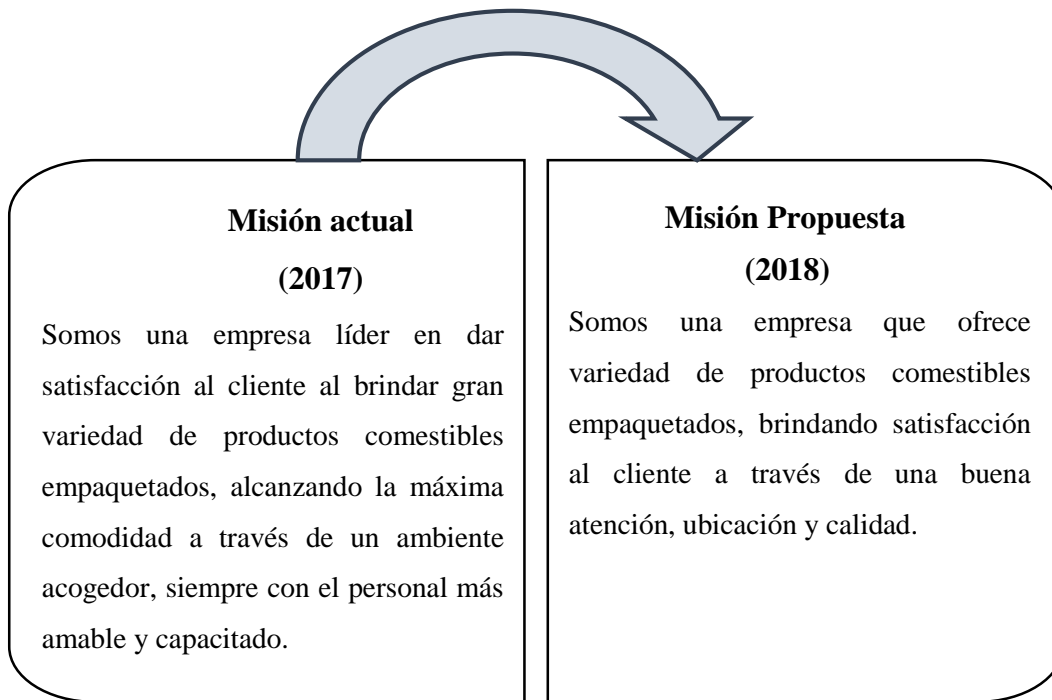 Misión actual
(2017)
Somos una empresa líder en dar
satisfacción al cliente al brindar gran
variedad de productos comestibles
empaquetados, alcanzando la máxima
comodidad a través de un ambiente
acogedor, siempre con el personal más
amable y capacitado.
Misión Propuesta
(2018)
Somos una empresa que ofrece
variedad de productos comestibles
empaquetados, brindando satisfacción
al cliente a través de una buena
atención, ubicación y calidad.